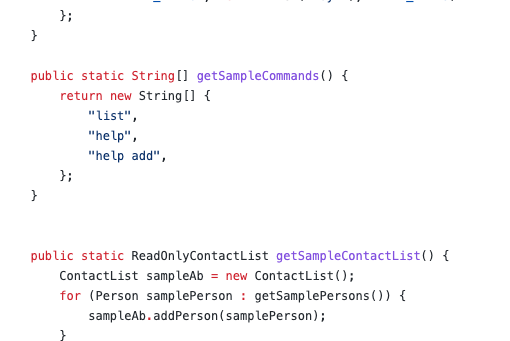 };
}
public static String[] getSampleCommands() {
return new String[] {
"list",
"help",
"help add",
};
}
public static ReadOnlyContactList getSampleContactList() {
ContactList sampleAb = new ContactList();
for (Person samplePerson : getSamplePersons()) {
sampleAb.addPerson(samplePerson);
}